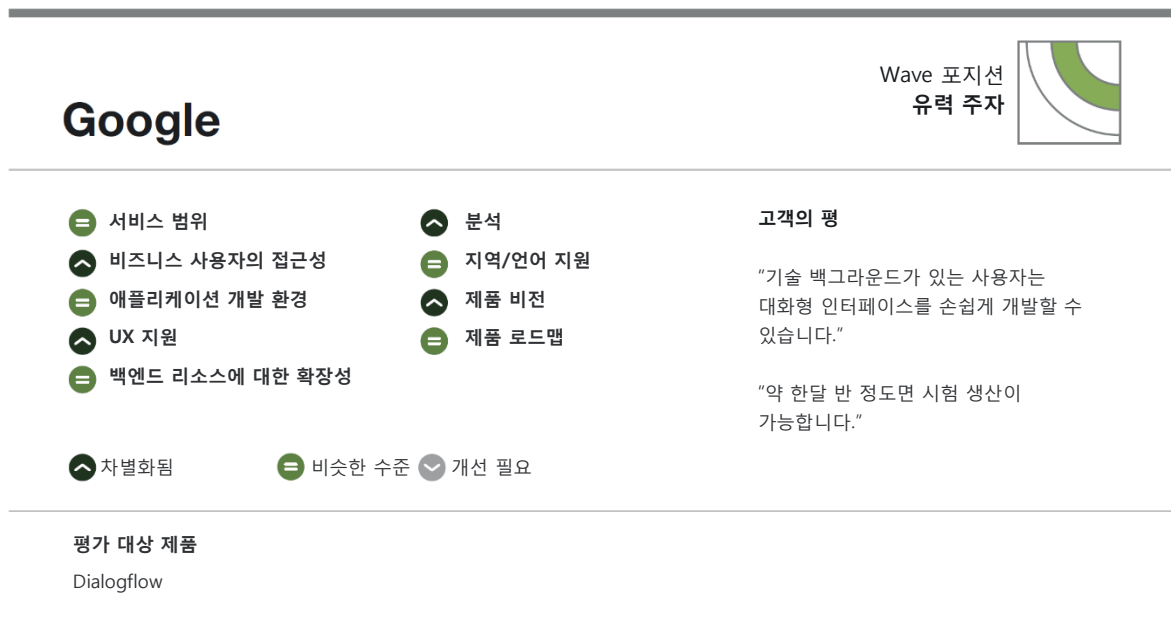 Wave 포지션
유력 주자
Google
서비스 범위
비즈니스 사용자의 접근성
애플리케이션 개발 환경
UX 지원
백엔드 리소스에 대한 확장성
분석
지역/언어 지원
제품 비전
제품 로드맵
고객의 평
“기술 백그라운드가 있는 사용자는
대화형 인터페이스를 손쉽게 개발할 수
있습니다.”
“약 한달 반 정도면 시험 생산이
가능합니다.”
차별화됨
비슷한 수준
개선 필요
평가 대상 제품
Dialogflow